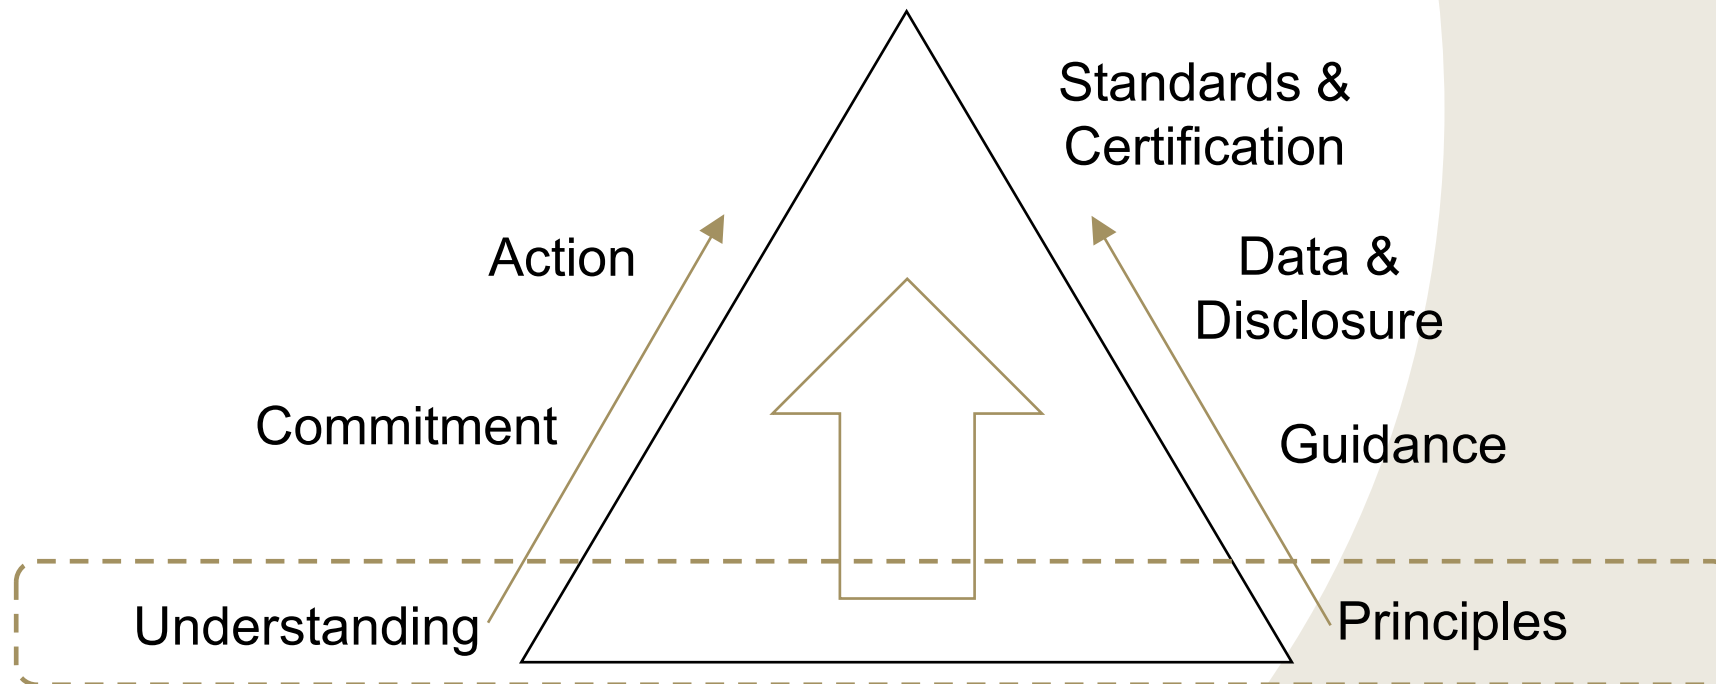 Standards &
Certification
Action
Data &
Disclosure
Commitment
Guidance
Understanding
Principles